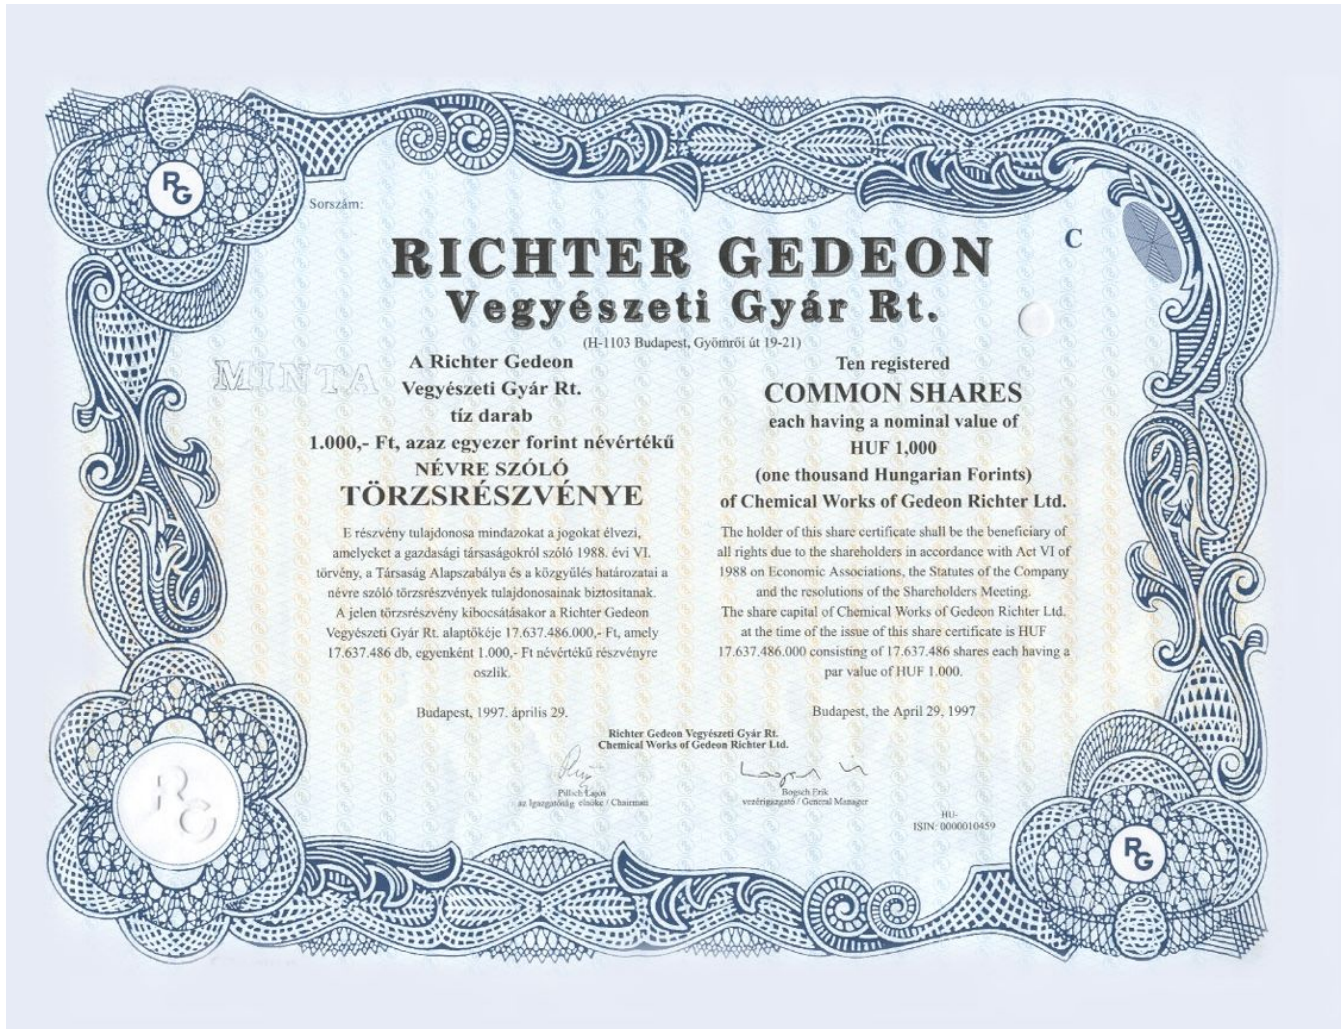 RG
Sorszám:
C
RICHTER GEDEON
Vegyészeti Gyár Rt.
(H-1103 Budapest, Gyömrői út 19-21)
MINTA
A Richter Gedeon
Vegyészeti Gyár Rt.
tíz darab
1.000,- Ft, azaz egyezer forint névértékű
NÉVRE SZÓLÓ
TÖRZSRÉSZVÉNYE
E részvény tulajdonosa mindazokat a jogokat élvezi,
amelyeket a gazdasági társaságokról szóló 1988. évi VI.
törvény, a Társaság Alapszabálya és a közgyűlés határozatai a
névre szóló törzsrészvények tulajdonosainak biztosítanak.
A jelen törzsrészvény kibocsátásakor a Richter Gedeon
Vegyészeti Gyár Rt. alaptőkéje 17.637.486.000,- Ft, amely
17.637.486 db, egyenként 1.000,- Ft névértékű részvényre
oszlik.
Budapest, 1997. április 29.
Ten registered
COMMON SHARES
each having a nominal value of
HUF 1,000
(one thousand Hungarian Forints)
of Chemical Works of Gedeon Richter Ltd.
The holder of this share certificate shall be the beneficiary of
all rights due to the shareholders in accordance with Act VI of
1988 on Economic Associations, the Statutes of the Company
and the resolutions of the Shareholders Meeting.
The share capital of Chemical Works of Gedeon Richter Ltd.
at the time of the issue of this share certificate is HUF
17.637.486.000 consisting of 17.637.486 shares each having a
par value of HUF 1.000.
Budapest, the April 29, 1997
Richter Gedeon Vegyészeti Gyár Rt.
Chemical Works of Gedeon Richter Ltd.
Pillich Lajos
az Igazgatóság elnöke / Chairman
Bogsch Erik
vezérigazgató / General Manager
HU-
ISIN: 0000010459
RG
RG